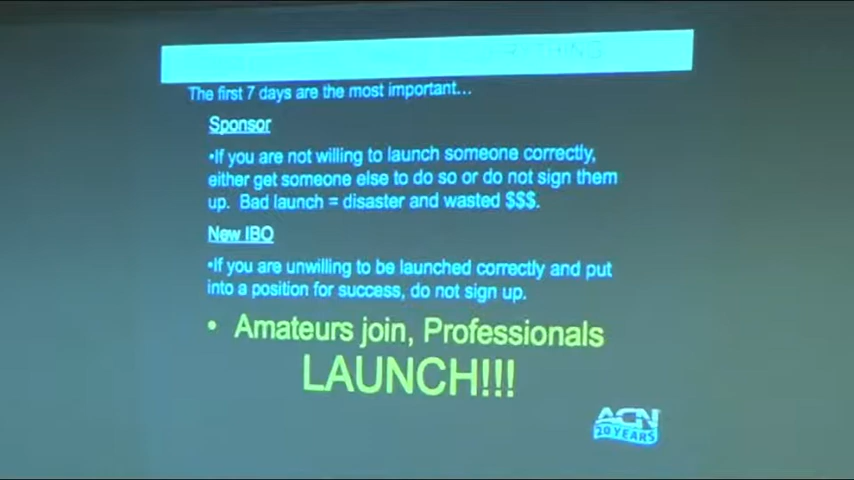 The first 7 days are the most important...
Sponsor
•If you are not willing to launch someone correctly,
either get someone else to do so or do not sign them
up. Bad launch = disaster and wasted $$$.
New IBO
•If you are unwilling to be launched correctly and put
into a position for success, do not sign up.
• Amateurs join, Professionals
LAUNCH!!!
ACN
20 YEARS